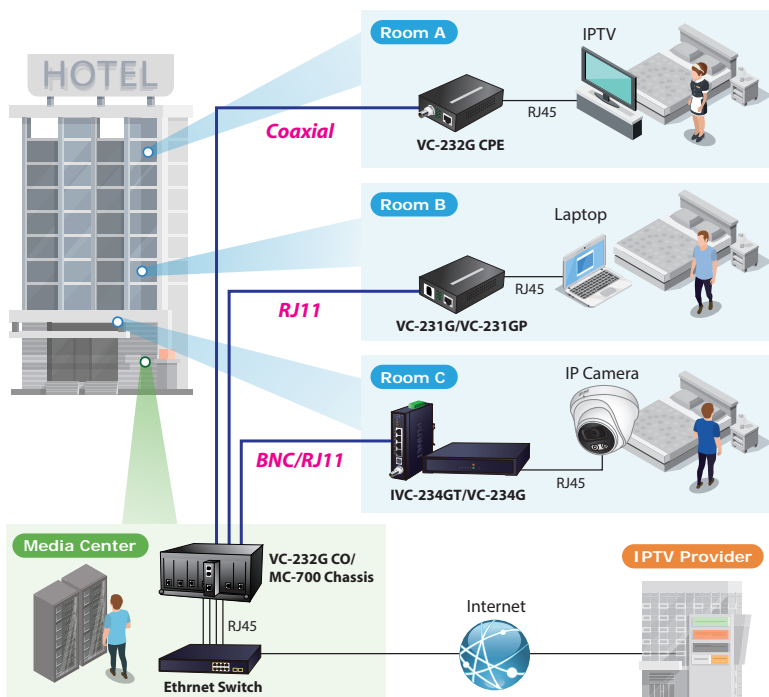 HOTEL
Room A
IPTV
Coaxial
RJ45
VC-232G CPE
Room B
Laptop
RJ45
RJ11
VC-231G/VC-231GP
Room C
IP Camera
PLANET
BNC/RJ11
RJ45
IVC-234GT/VC-234G
Media Center
VC-232G CO/
MC-700 Chassis
IPTV Provider
Internet
RJ45
Ethrnet Switch